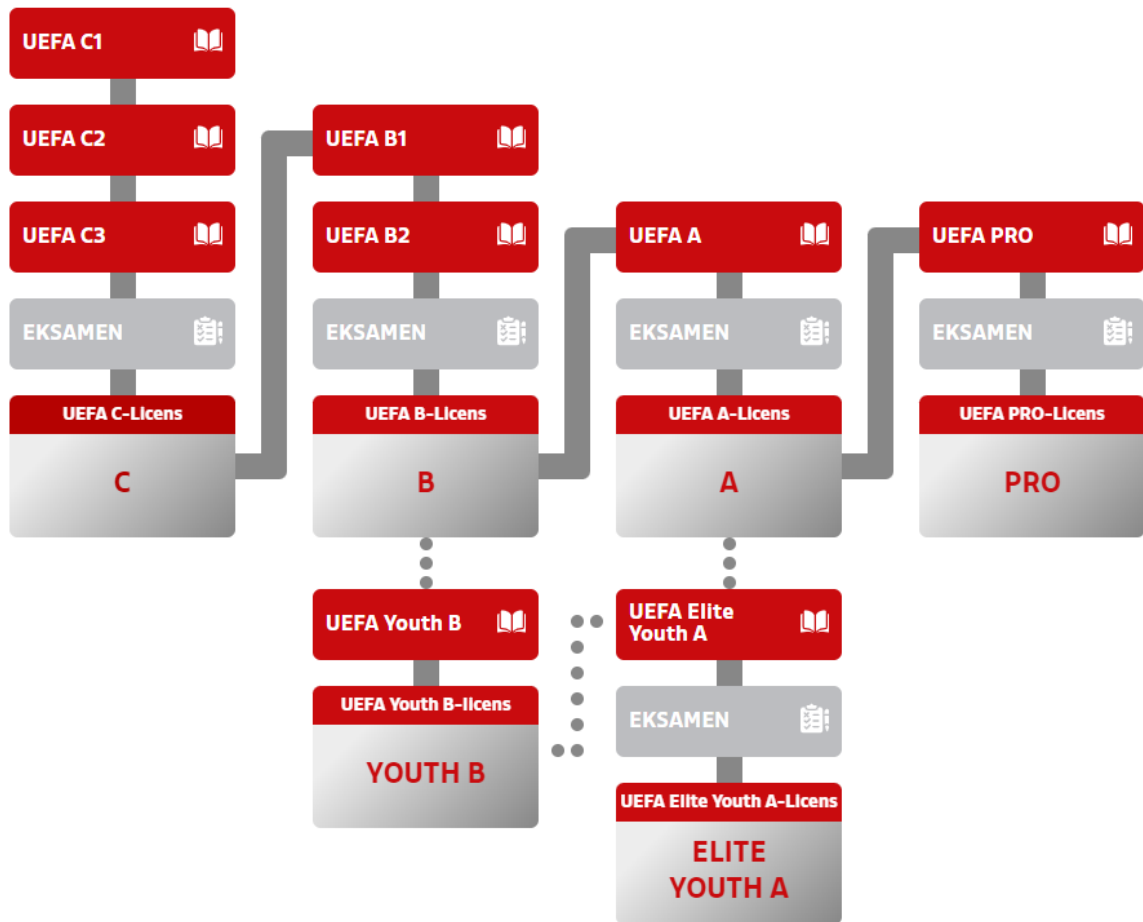 UEFA C1
UEFA C2
UEFA C3
EKSAMEN
UEFA C-Licens
C
UEFA B1
UEFA B2
EKSAMEN
UEFA B-Licens
B
UEFA Youth B
UEFA Youth B-licens
YOUTH B
UEFA A
EKSAMEN
UEFA A-Licens
A
UEFA Elite
Youth A
EKSAMEN
UEFA Elite Youth A-Licens
ELITE
YOUTH A
UEFA PRO
EKSAMEN
UEFA PRO-Licens
PRO